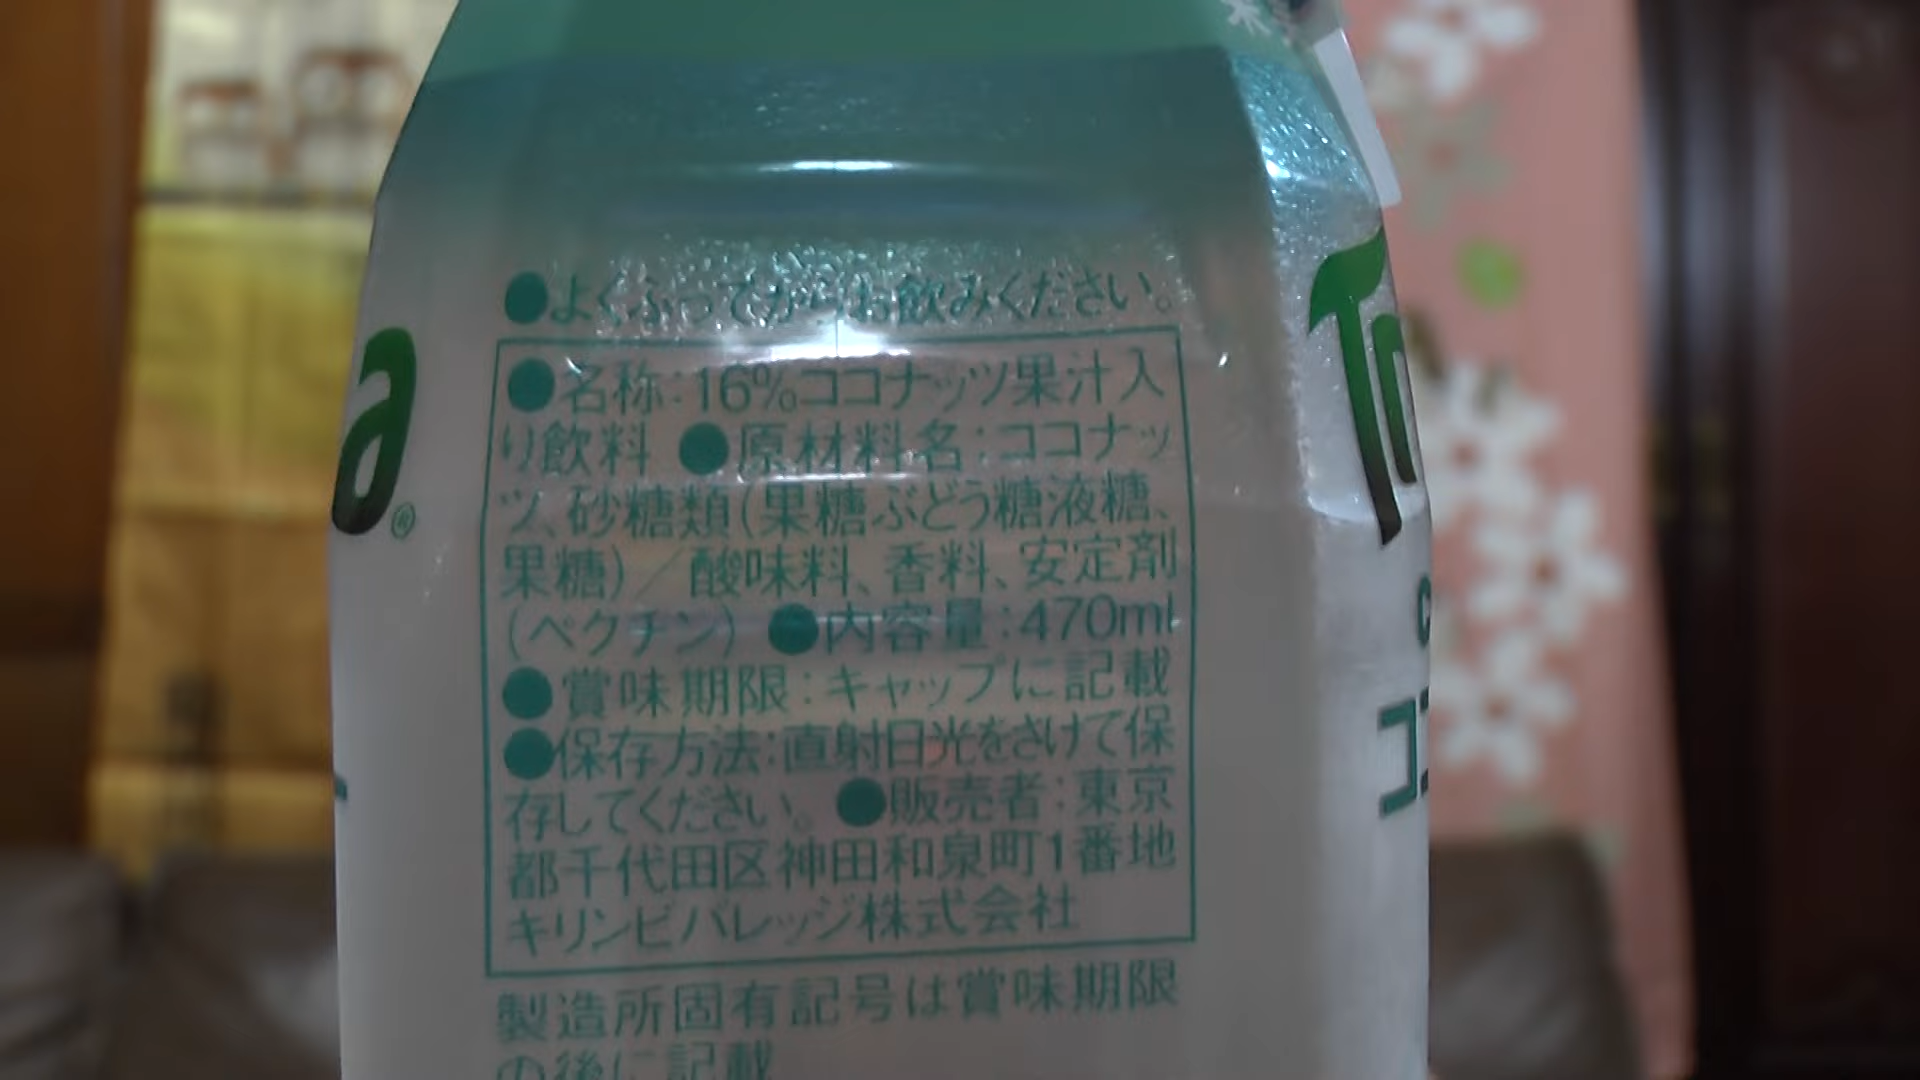 ●よくふってからお飲みください。
●名称:16%ココナッツ果汁入
り飲料 ●原材料名:ココナッ
ツ、砂糖類(果糖ぶどう糖液糖、
果糖)/酸味料、香料、安定剤
(ペクチン) ●内容量:470ml
●賞味期限:キャップに記載
●保存方法:直射日光をさけて保
存してください。 ●販売者:東京
都千代田区神田和泉町1番地
キリンビバレッジ株式会社
製造所固有記号は賞味期限
の後に記載
a®